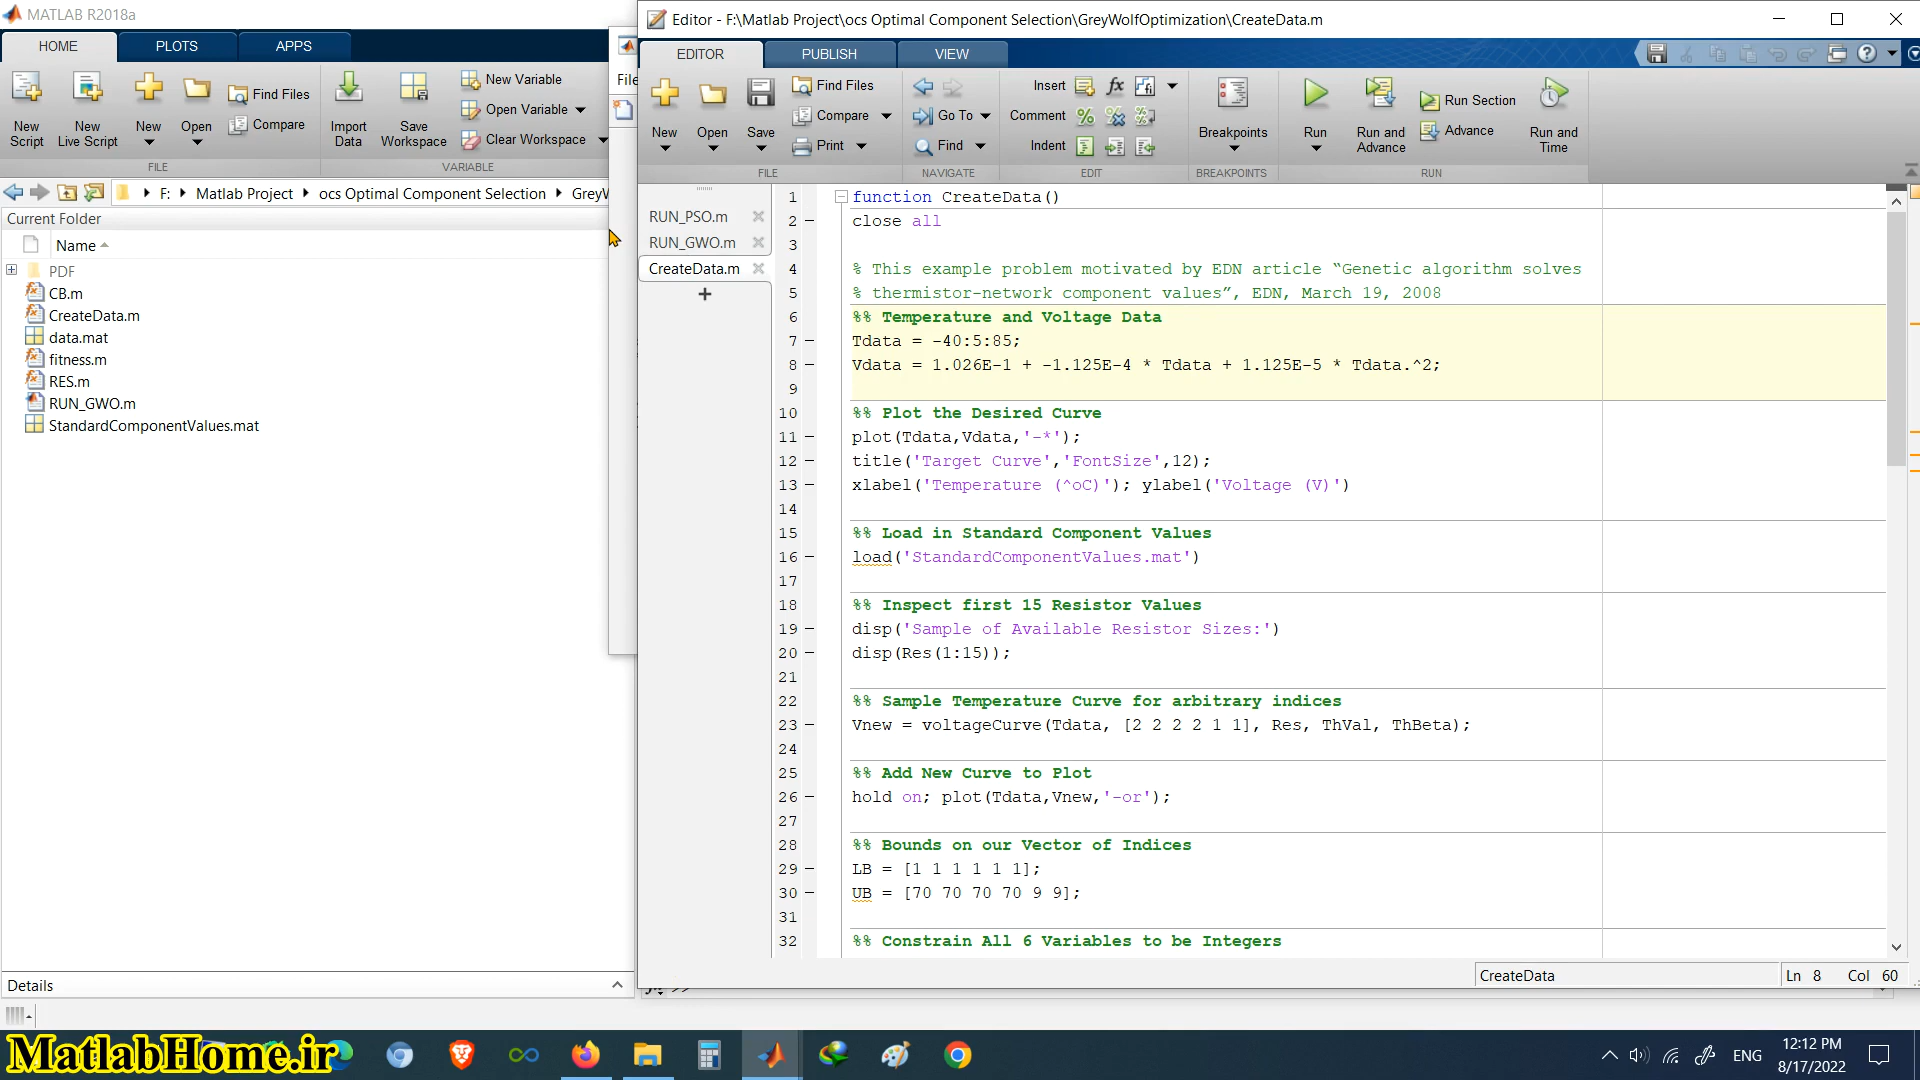 MATLAB R2018a
HOME PLOTS APPS
New Script
New Live Script
New
Open
Find Files
Compare
Import Data
Save Workspace
New Variable
Open Variable
Clear Workspace
FILE VARIABLE
F: Matlab Project ocs Optimal Component Selection
Current Folder
Name
PDF
CB.m
CreateData.m
data.mat
fitness.m
RES.m
RUN_GWO.m
StandardComponentValues.mat
Details
Editor - F:\Matlab Project\ocs Optimal Component Selection\GreyWolfOptimization\CreateData.m
EDITOR PUBLISH VIEW
New
Open
Save
Find Files
Compare
Print
Go To
Find
Insert
Comment
Indent
Breakpoints
Run
Run and Advance
Run Section
Advance
Run and Time
FILE NAVIGATE EDIT BREAKPOINTS RUN
RUN_PSO.m
RUN_GWO.m
CreateData.m
1 function CreateData()
2 close all
3
4 % This example problem motivated by EDN article “Genetic algorithm solves
5 % thermistor-network component values”, EDN, March 19, 2008
6 %% Temperature and Voltage Data
7 Tdata = -40:5:85;
8 Vdata = 1.026E-1 + -1.125E-4 * Tdata + 1.125E-5 * Tdata.^2;
9
10 %% Plot the Desired Curve
11 plot(Tdata,Vdata,'-*');
12 title('Target Curve','FontSize',12);
13 xlabel('Temperature (^oC)'); ylabel('Voltage (V)')
14
15 %% Load in Standard Component Values
16 load('StandardComponentValues.mat')
17
18 %% Inspect first 15 Resistor Values
19 disp('Sample of Available Resistor Sizes:')
20 disp(Res(1:15));
21
22 %% Sample Temperature Curve for arbitrary indices
23 Vnew = voltageCurve(Tdata, [2 2 2 2 1 1], Res, ThVal, ThBeta);
24
25 %% Add New Curve to Plot
26 hold on; plot(Tdata,Vnew,'-or');
27
28 %% Bounds on our Vector of Indices
29 LB = [1 1 1 1 1 1];
30 UB = [70 70 70 70 9 9];
31
32 %% Constrain All 6 Variables to be Integers
CreateData Ln 8 Col 60
MatlabHome.ir
ENG
12:12 PM
8/17/2022